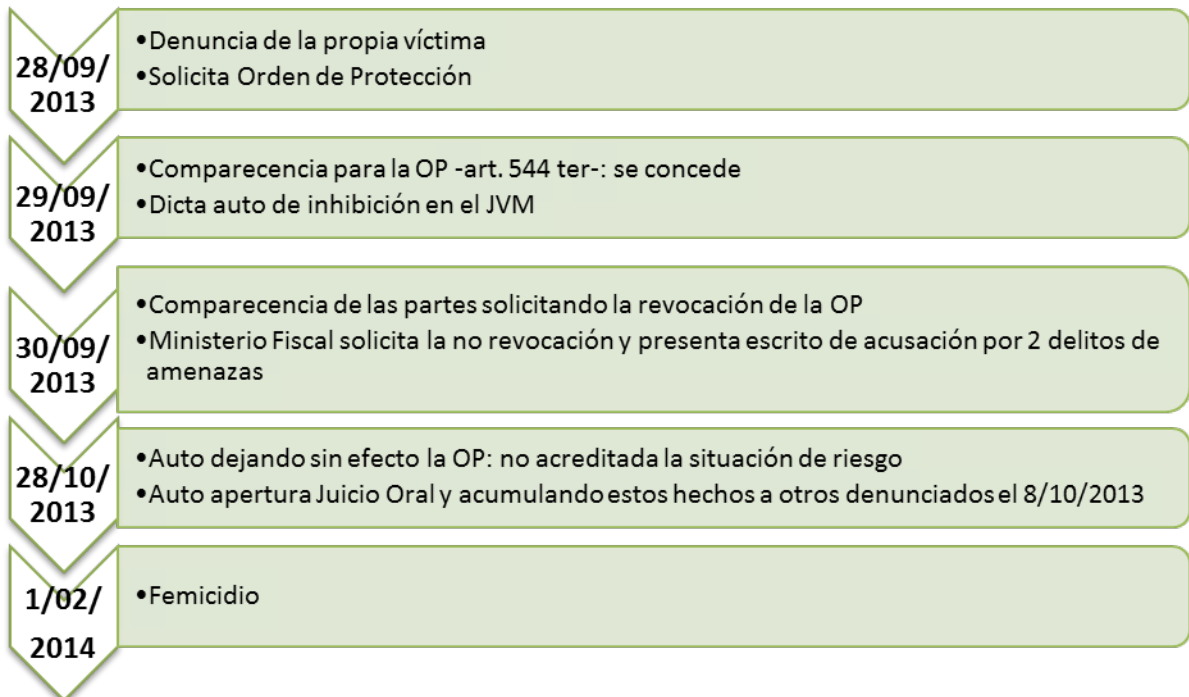 28/09/
2013
•Denuncia de la propia víctima
•Solicita Orden de Protección
29/09/
2013
•Comparecencia para la OP -art. 544 ter-: se concede
•Dicta auto de inhibición en el JVM
30/09/
2013
•Comparecencia de las partes solicitando la revocación de la OP
•Ministerio Fiscal solicita la no revocación y presenta escrito de acusación por 2 delitos de
amenazas
28/10/
2013
•Auto dejando sin efecto la OP: no acreditada la situación de riesgo
•Auto apertura Juicio Oral y acumulando estos hechos a otros denunciados el 8/10/2013
1/02/
2014
•Femicidio